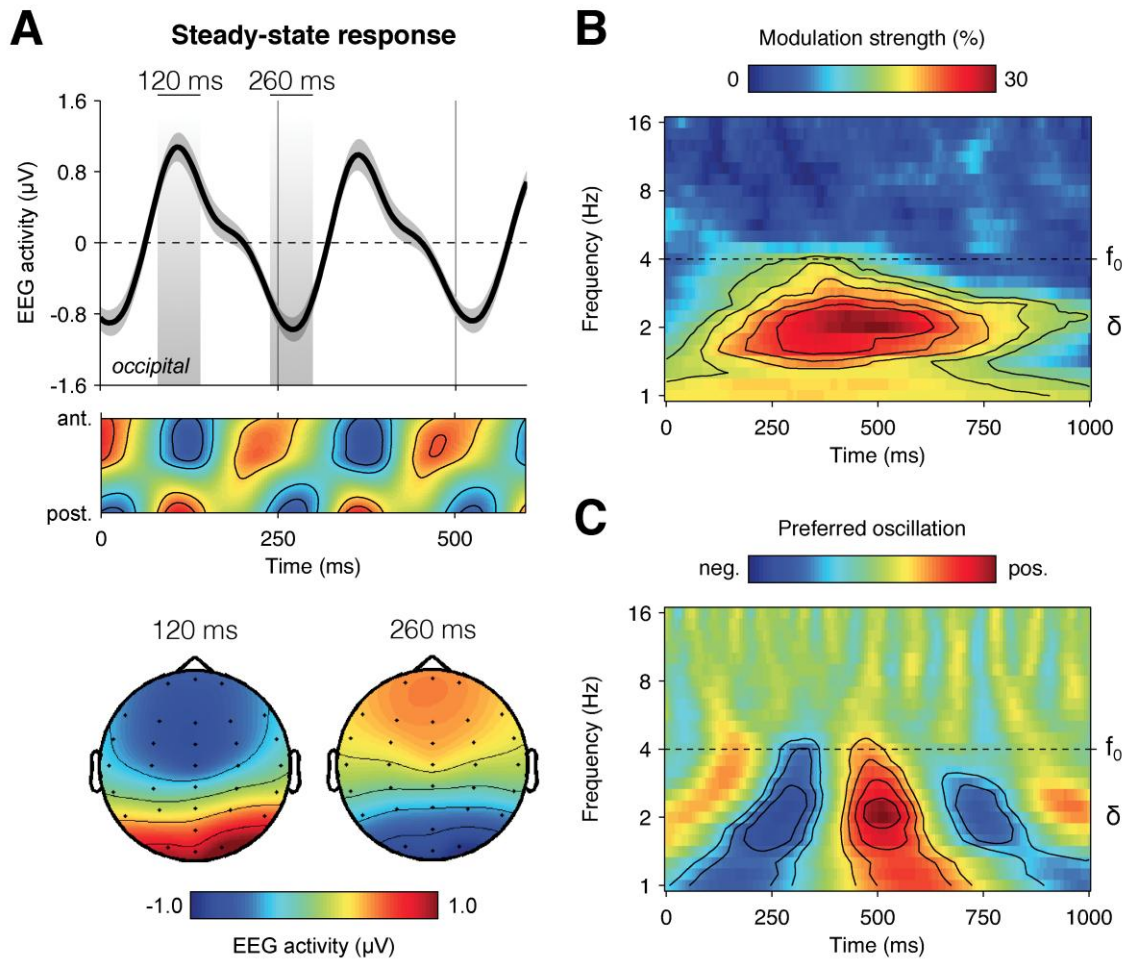 A
Steady-state response
120 ms 260 ms
1.6
0.8
0
-0.8
-1.6
EEG activity (µV)
occipital
ant.
post.
0 250 500
Time (ms)
120 ms 260 ms
-1.0 1.0
EEG activity (µV)
B
Modulation strength (%)
0 30
16
8
4
2
1
Frequency (Hz)
f₀
δ
0 250 500 750 1000
Time (ms)
C
Preferred oscillation
neg. pos.
16
8
4
2
1
Frequency (Hz)
f₀
δ
0 250 500 750 1000
Time (ms)